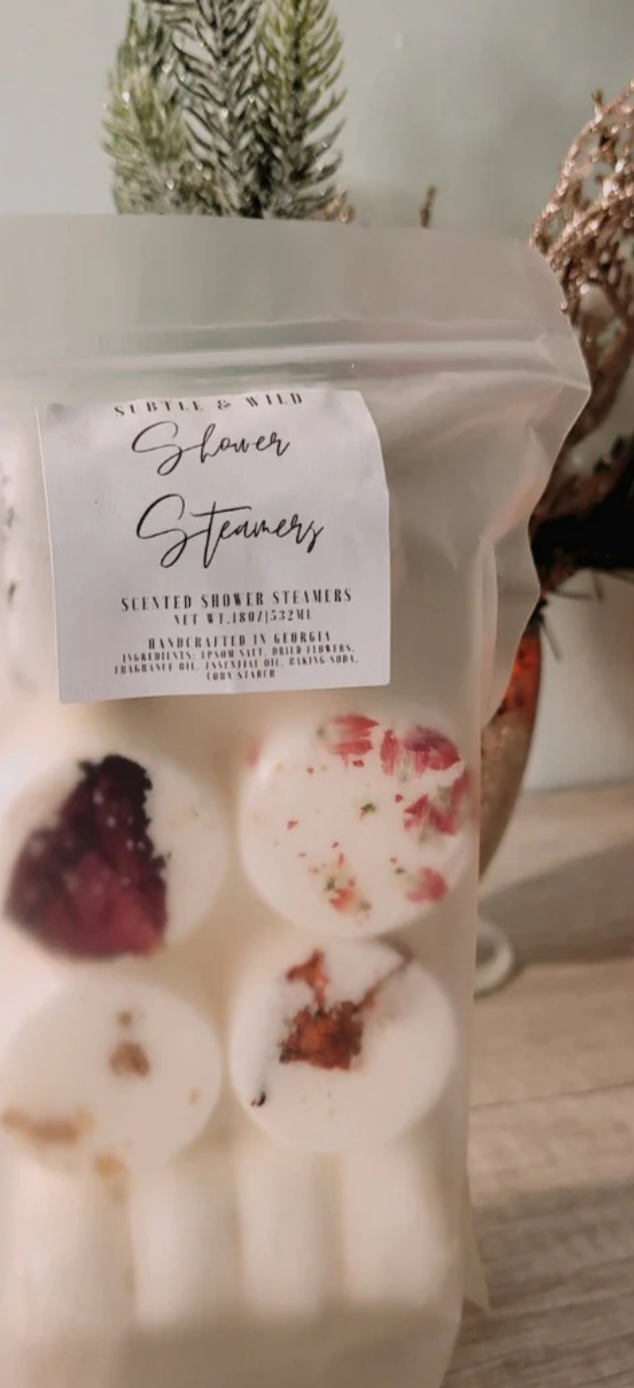 SUBTLE & WILD
Shower
Steamers
SCENTED SHOWER STEAMERS
NET WT.18OZ|532ML
HANDCRAFTED IN GEORGIA
INGREDIENTS: EPSOM SALT, DRIED FLOWERS,
FRAGRANCE OIL, ESSENTIAL OIL, BAKING SODA,
CORN STARCH